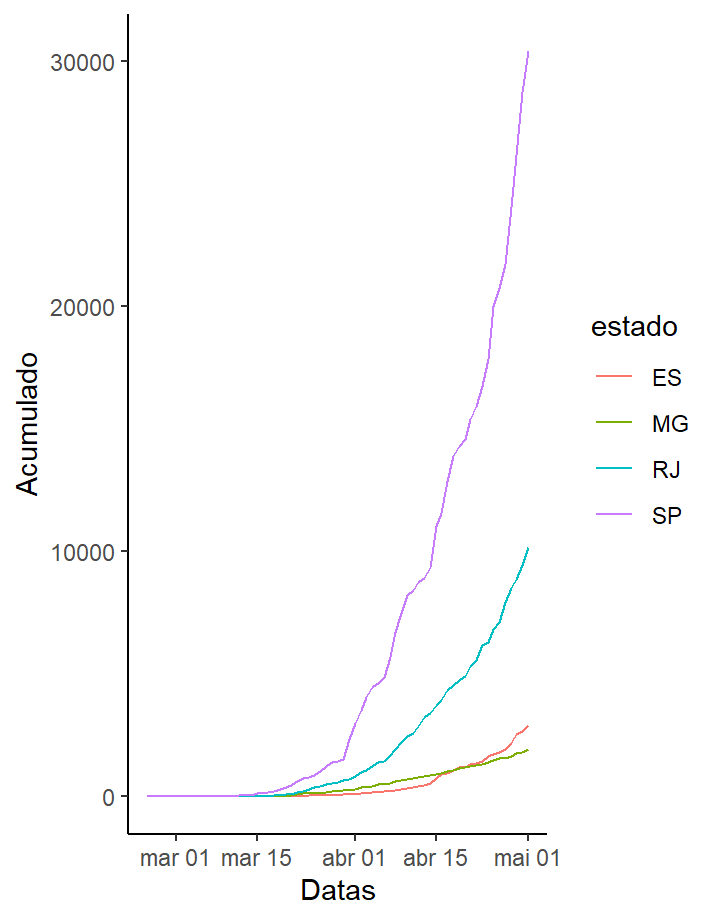 30000
20000
10000
0
Acumulado
mar 01 mar 15 abr 01 abr 15 mai 01
Datas
estado
ES
MG
RJ
SP